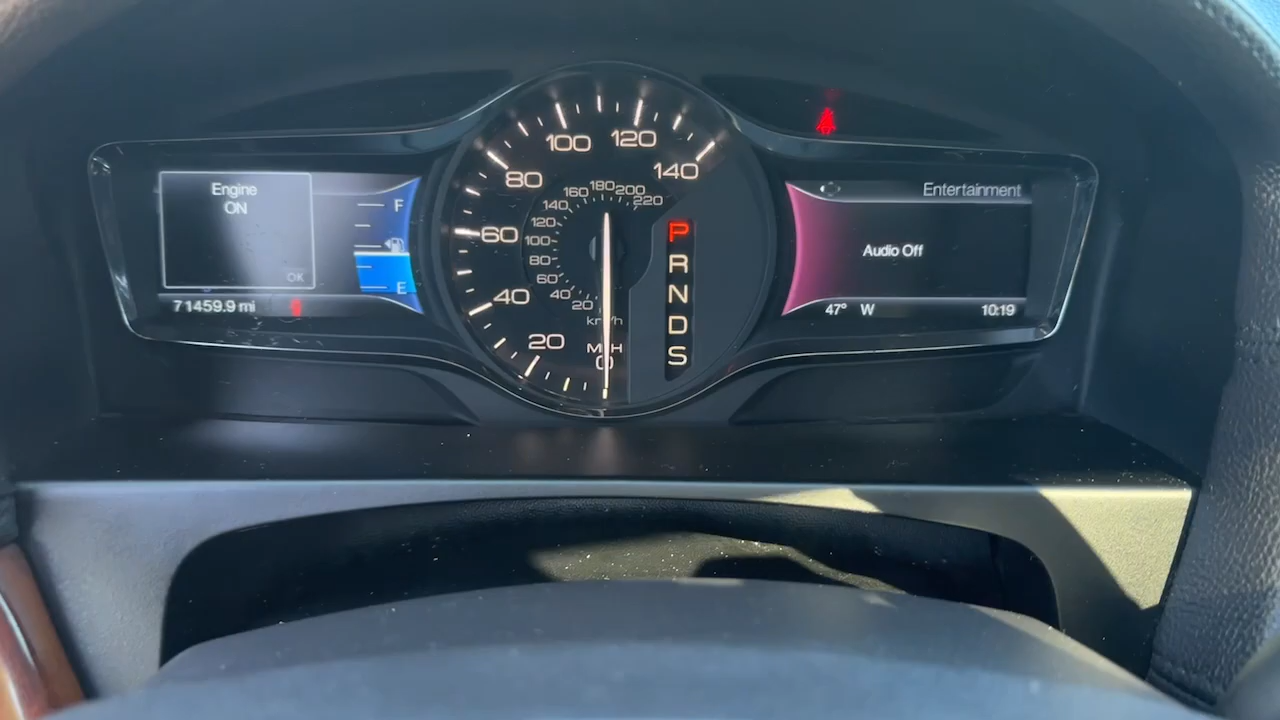 Engine
ON
OK
71459.9 mi
F
E
20
40
60
80
100
120
140
20
40
60
80
100
120
140
160
180
200
220
km/h
MPH
0
P
R
N
D
S
Entertainment
Audio Off
47° W
10:19